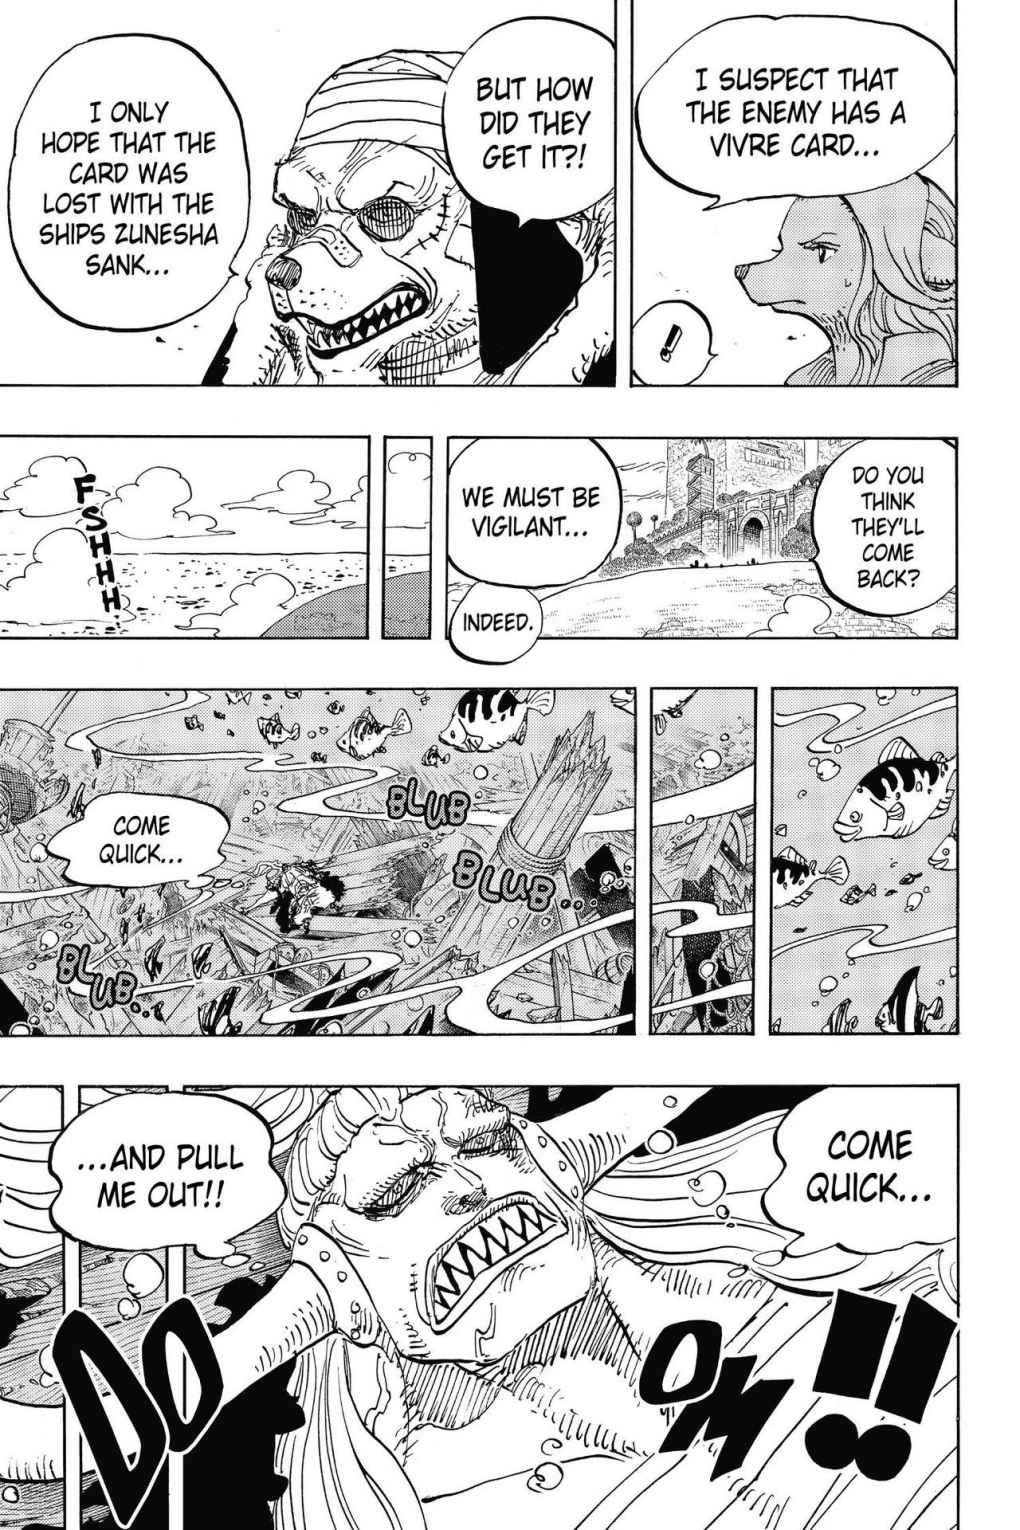 I SUSPECT THAT
THE ENEMY HAS A
VIVRE CARD...
!
BUT HOW
DID THEY
GET IT?!
I ONLY
HOPE THAT THE
CARD WAS
LOST WITH THE
SHIPS ZUNESHA
SANK...
DO YOU
THINK
THEY'LL
COME
BACK?
WE MUST BE
VIGILANT...
INDEED.
FSHHH
BLUB
BLUB...
COME
QUICK...
BLUB...
COME
QUICK...
...AND PULL
ME OUT!!
DOOM!!